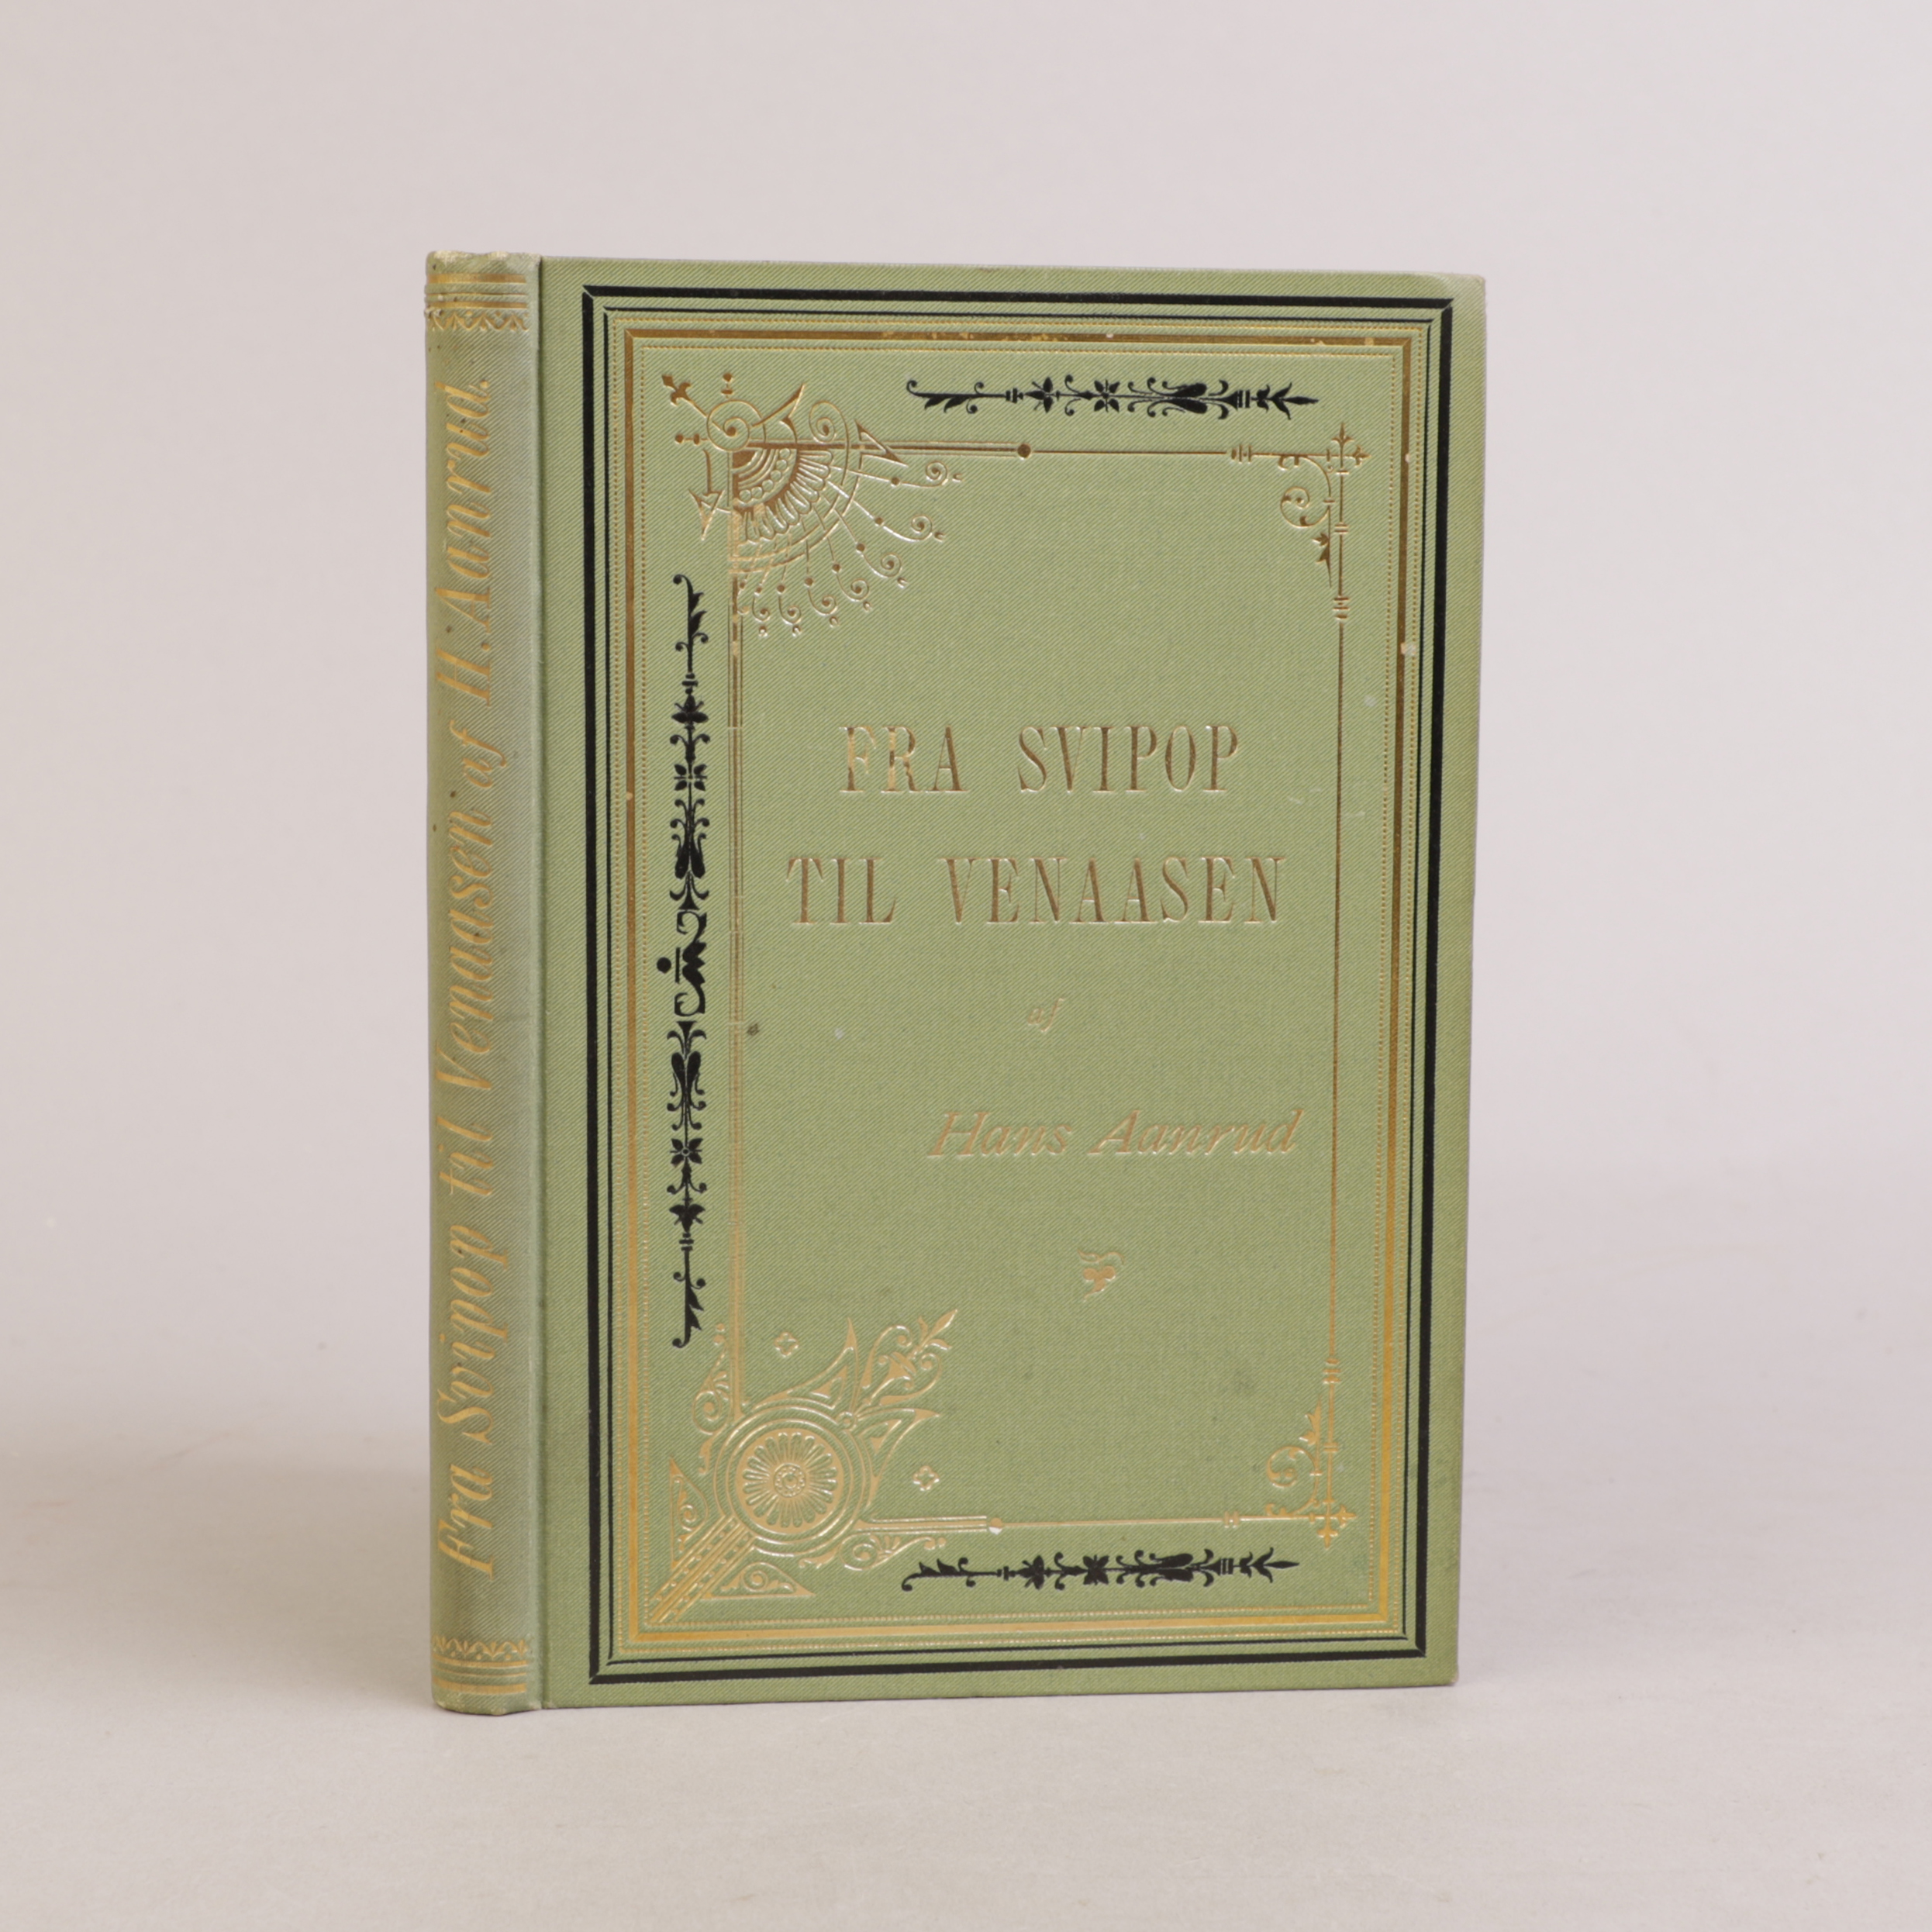 Fra Svipop til Venaasen af H. Aanrud.
FRA SVIPOP
TIL VENAASEN
af
Hans Aanrud